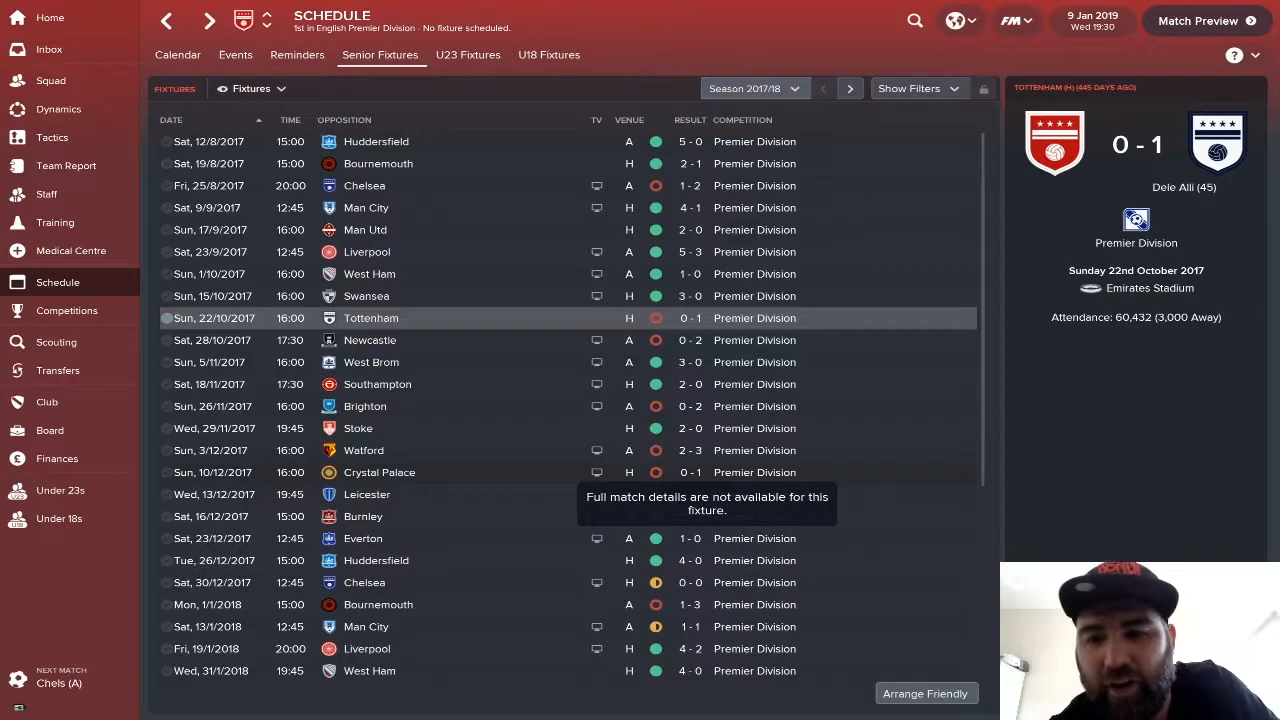 Home
Inbox
Squad
Dynamics
Tactics
Team Report
Staff
Training
Medical Centre
Schedule
Competitions
Scouting
Transfers
Club
Board
Finances
Under 23s
Under 18s
NEXT MATCH
Chels (A)
SCHEDULE
1st in English Premier Division - No fixture scheduled.
FM
9 Jan 2019
Wed 19:30
Match Preview
Calendar Events Reminders Senior Fixtures U23 Fixtures U18 Fixtures
FIXTURES Fixtures Season 2017/18 Show Filters
DATE TIME OPPOSITION TV VENUE RESULT COMPETITION
Sat, 12/8/2017 15:00 Huddersfield A 5 - 0 Premier Division
Sat, 19/8/2017 15:00 Bournemouth H 2 - 1 Premier Division
Fri, 25/8/2017 20:00 Chelsea A 1 - 2 Premier Division
Sat, 9/9/2017 12:45 Man City H 4 - 1 Premier Division
Sun, 17/9/2017 16:00 Man Utd H 2 - 0 Premier Division
Sat, 23/9/2017 12:45 Liverpool A 5 - 3 Premier Division
Sun, 1/10/2017 16:00 West Ham A 1 - 0 Premier Division
Sun, 15/10/2017 16:00 Swansea H 3 - 0 Premier Division
Sun, 22/10/2017 16:00 Tottenham H 0 - 1 Premier Division
Sat, 28/10/2017 17:30 Newcastle A 0 - 2 Premier Division
Sun, 5/11/2017 16:00 West Brom A 3 - 0 Premier Division
Sat, 18/11/2017 17:30 Southampton H 2 - 0 Premier Division
Sun, 26/11/2017 16:00 Brighton A 0 - 2 Premier Division
Wed, 29/11/2017 19:45 Stoke H 2 - 0 Premier Division
Sun, 3/12/2017 16:00 Watford A 2 - 3 Premier Division
Sun, 10/12/2017 16:00 Crystal Palace H 0 - 1 Premier Division
Wed, 13/12/2017 19:45 Leicester
Sat, 16/12/2017 15:00 Burnley
Sat, 23/12/2017 12:45 Everton A 1 - 0 Premier Division
Tue, 26/12/2017 15:00 Huddersfield H 4 - 0 Premier Division
Sat, 30/12/2017 12:45 Chelsea H 0 - 0 Premier Division
Mon, 1/1/2018 15:00 Bournemouth A 1 - 3 Premier Division
Sat, 13/1/2018 12:45 Man City A 1 - 1 Premier Division
Fri, 19/1/2018 20:00 Liverpool H 4 - 2 Premier Division
Wed, 31/1/2018 19:45 West Ham H 4 - 0 Premier Division
Full match details are not available for this
fixture.
Arrange Friendly
TOTTENHAM (H) (445 DAYS AGO)
0 - 1
Dele Alli (45)
Premier Division
Sunday 22nd October 2017
Emirates Stadium
Attendance: 60,432 (3,000 Away)